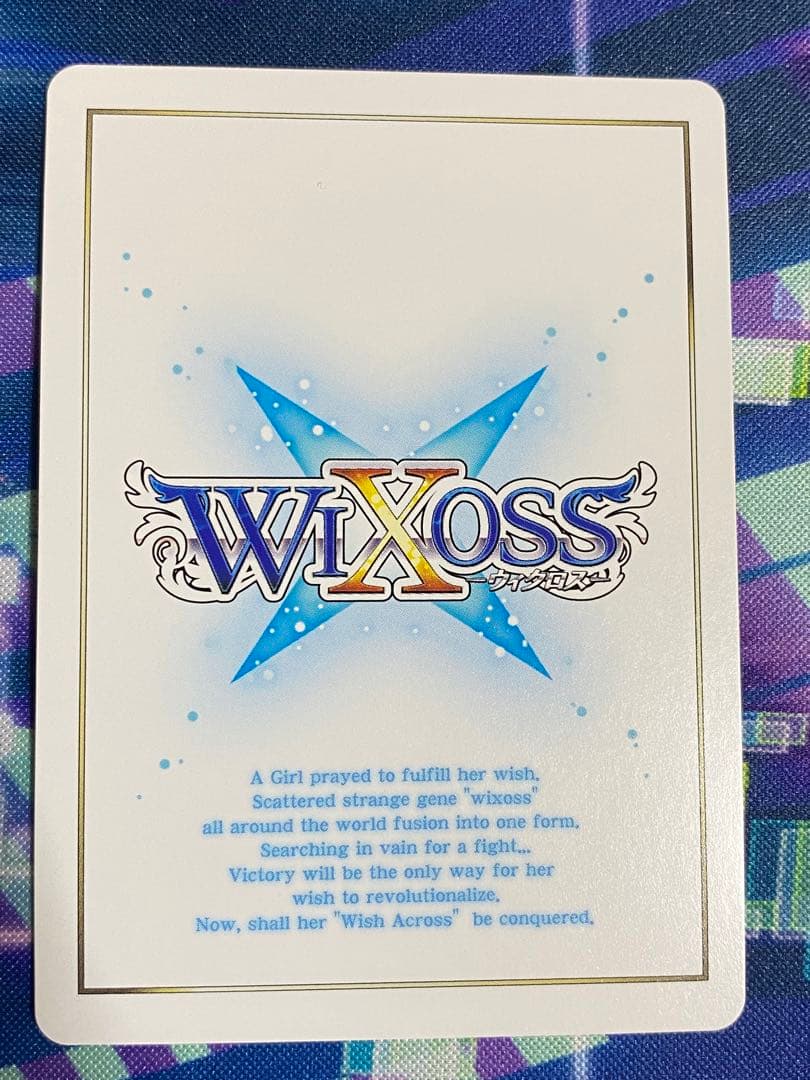 WIXOSS
－ウィクロス－
A Girl prayed to fulfill her wish.
Scattered strange gene "wixoss"
all around the world fusion into one form.
Searching in vain for a fight...
Victory will be the only way for her
wish to revolutionalize.
Now, shall her "Wish Across" be conquered.